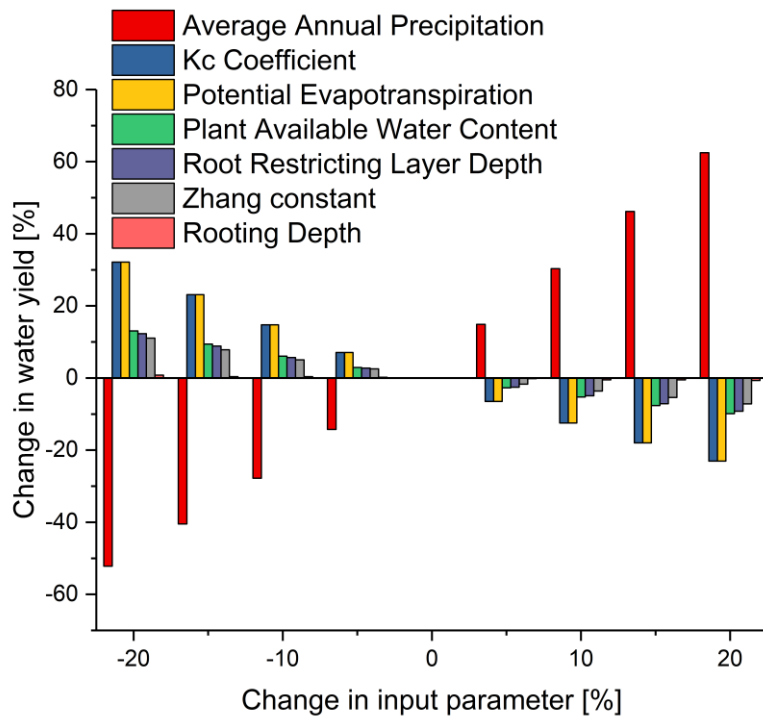 Average Annual Precipitation
Kc Coefficient
Potential Evapotranspiration
Plant Available Water Content
Root Restricting Layer Depth
Zhang constant
Rooting Depth
Change in water yield [%]
80
60
40
20
0
-20
-40
-60
-20
-10
0
10
20
Change in input parameter [%]